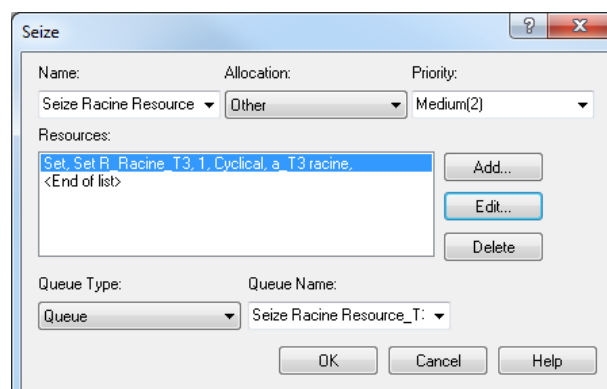 Seize
Name: Allocation: Priority:
Seize Racine Resource Other Medium(2)
Resources:
Set, Set R_Racine_T3, 1, Cyclical, a_T3 racine,
<End of list>
Add...
Edit...
Delete
Queue Type: Queue Name:
Queue Seize Racine Resource_T
OK Cancel Help